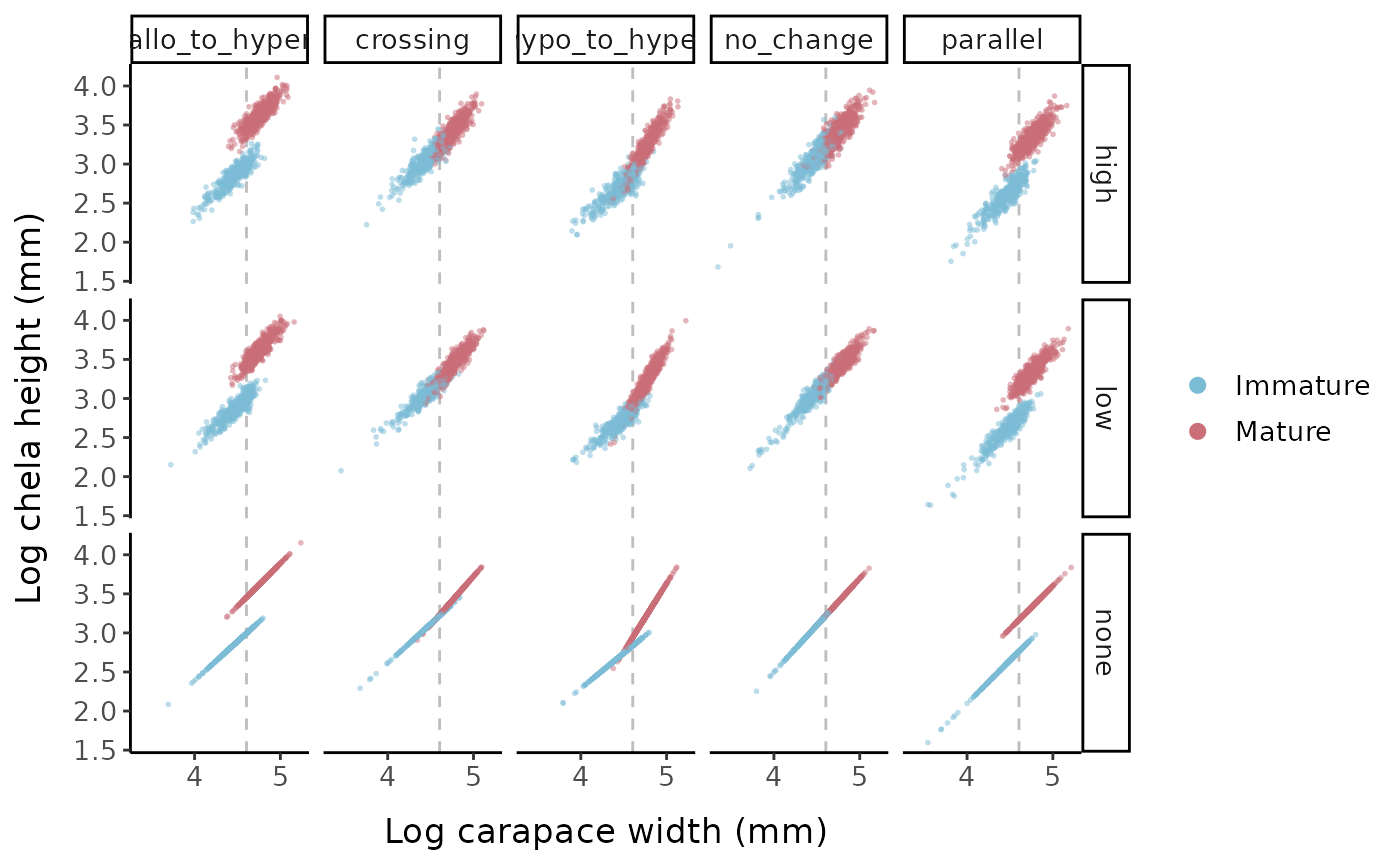 allo_to_hyper
crossing
ypo_to_hype
no_change
parallel
Log chela height (mm)
4.0
3.5
3.0
2.5
2.0
1.5
high
4.0
3.5
3.0
2.5
2.0
1.5
low
4.0
3.5
3.0
2.5
2.0
1.5
none
4 5
4 5
4 5
4 5
4 5
Log carapace width (mm)
Immature
Mature